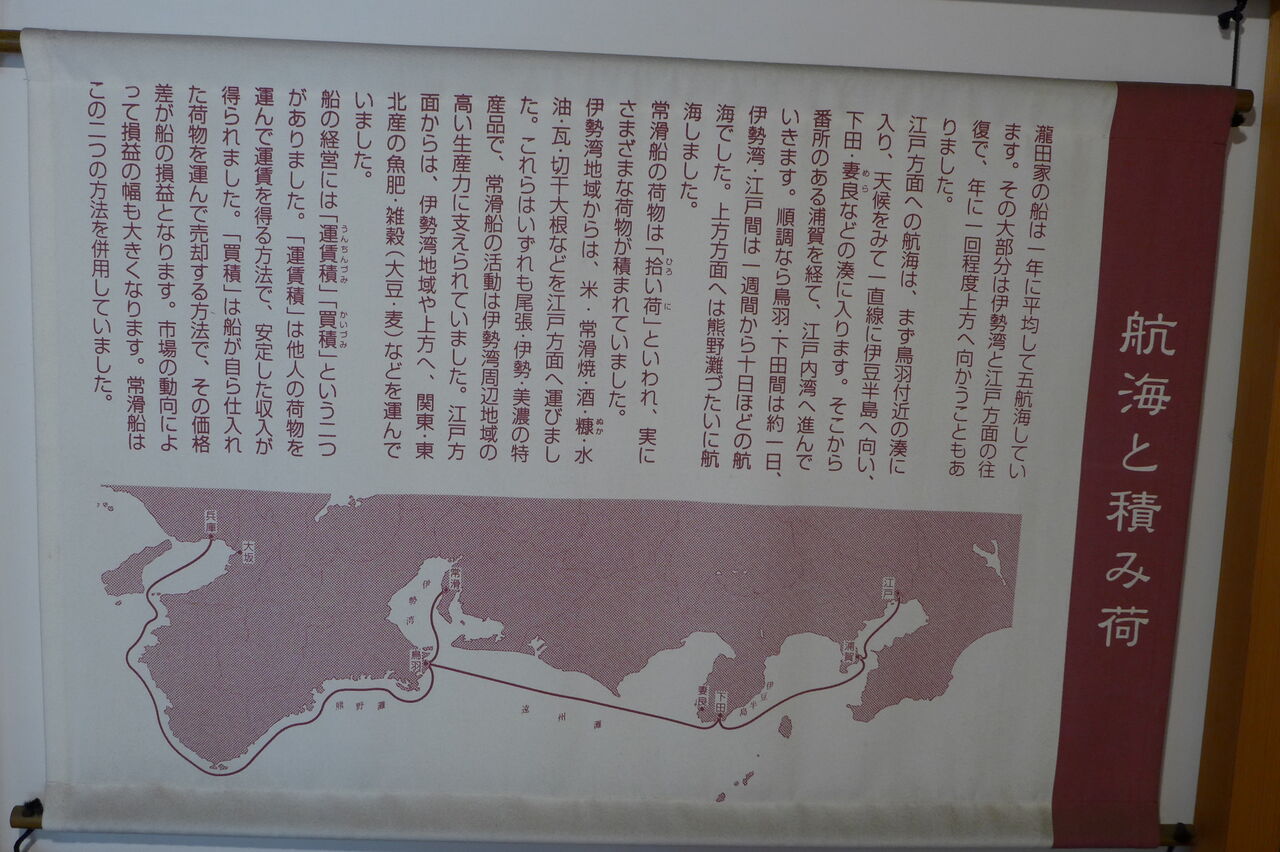 航海と積み荷
瀧田家の船は一年に平均して五航海してい
ます。その大部分は伊勢湾と江戸方面の往
復で、年に一回程度上方へ向かうこともあ
りました。
江戸方面への航海は、まず鳥羽付近の湊に
入り、天候をみて一直線に伊豆半島へ向い、
下田・妻良などの湊に入ります。そこから
めら
番所のある浦賀を経て、江戸内湾へ進んで
いきます。順調なら鳥羽・下田間は約一日、
伊勢湾・江戸間は一週間から十日ほどの航
海でした。上方方面へは熊野灘づたいに航
海しました。
常滑船の荷物は「拾い荷」といわれ、実に
ひろ に
さまざまな荷物が積まれていました。
伊勢湾地域からは、米・常滑焼・酒・糠・水
ぬか
油・瓦・切干大根などを江戸方面へ運びまし
た。これらはいずれも尾張・伊勢・美濃の特
産品で、常滑船の活動は伊勢湾周辺地域の
高い生産力に支えられていました。江戸方
面からは、伊勢湾地域や上方へ、関東・東
北産の魚肥・雑穀(大豆・麦)などを運んで
いました。
船の経営には「運賃積」「買積」という二つ
うんちんづみ かいづみ
がありました。「運賃積」は他人の荷物を
運んで運賃を得る方法で、安定した収入が
得られました。「買積」は船が自ら仕入れ
た荷物を運んで売却する方法で、その価格
差が船の損益となります。市場の動向によ
って損益の幅も大きくなります。常滑船は
この二つの方法を併用していました。
兵庫
大坂
伊勢湾
常滑
鳥羽
熊野灘
遠州灘
妻良
下田
伊豆半島
浦賀
江戸